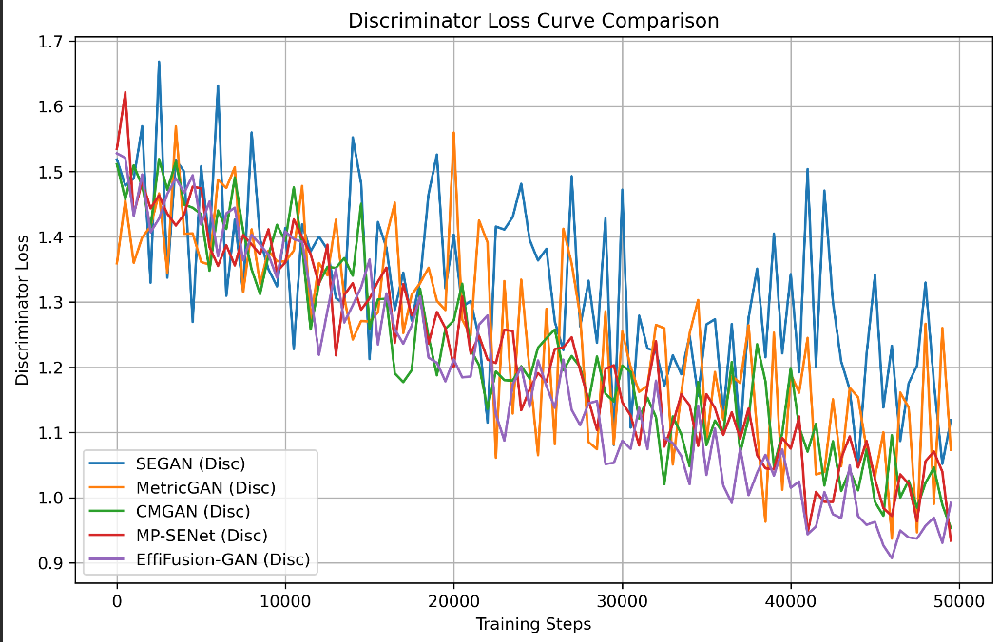 Discriminator Loss Curve Comparison
Discriminator Loss
1.7
1.6
1.5
1.4
1.3
1.2
1.1
1.0
0.9
SEGAN (Disc)
MetricGAN (Disc)
CMGAN (Disc)
MP-SENet (Disc)
EffiFusion-GAN (Disc)
0 10000 20000 30000 40000 50000
Training Steps